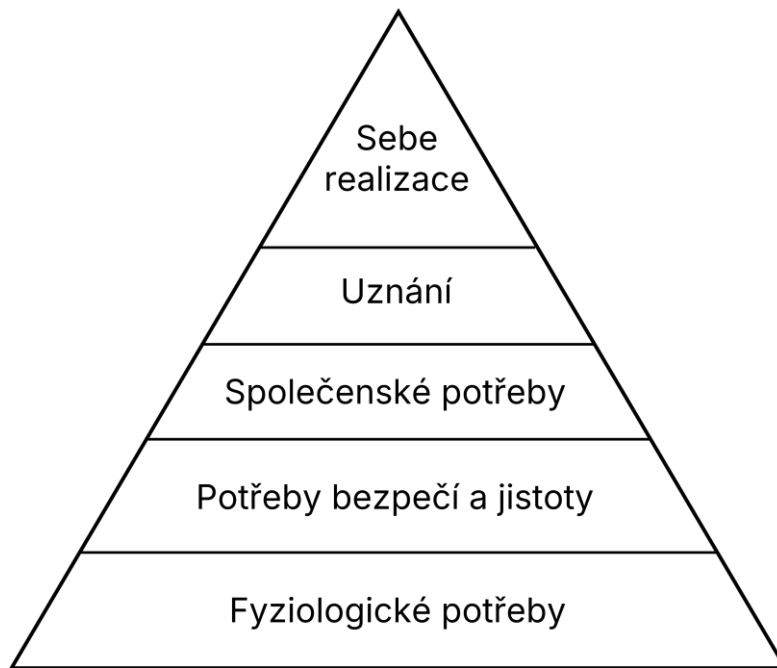 Sebe
realizace
Uznání
Společenské potřeby
Potřeby bezpečí a jistoty
Fyziologické potřeby